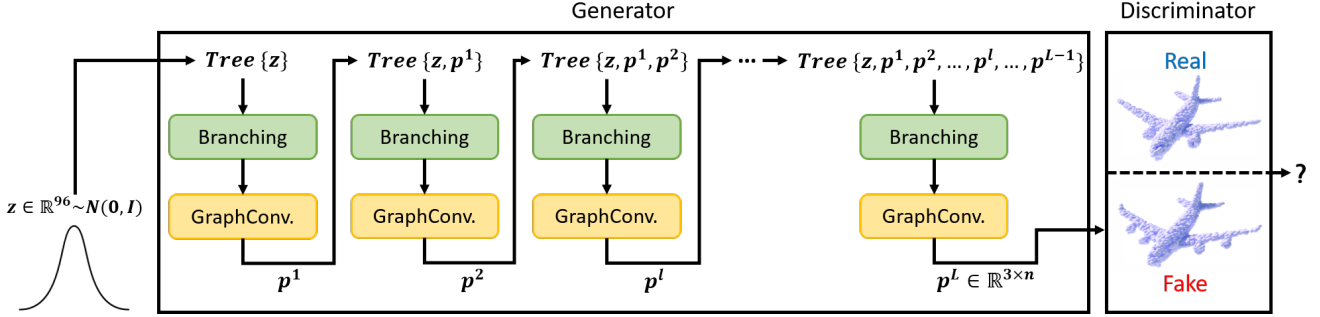 Generator
Discriminator
Tree {z}
Tree {z, p¹}
Tree {z, p¹, p²}
···
Tree {z, p¹, p², …, pˡ, …, pᴸ⁻¹}
Real
Branching
Branching
Branching
Branching
?
z ∈ ℝ⁹⁶~N(0, I)
GraphConv.
GraphConv.
GraphConv.
GraphConv.
p¹
p²
pˡ
pᴸ ∈ ℝ³ˣⁿ
Fake